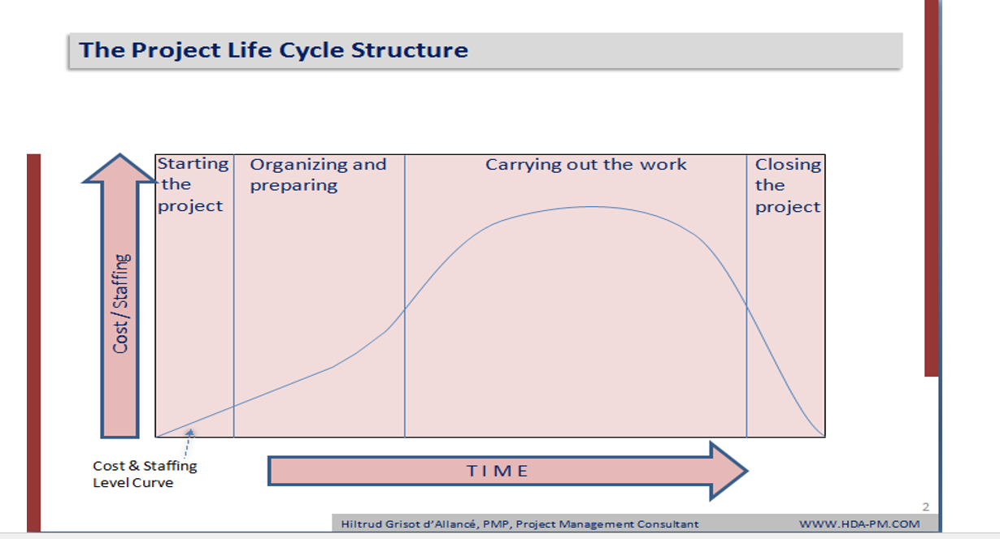 The Project Life Cycle Structure
Starting
the
project
Organizing and
preparing
Carrying out the work
Closing
the
project
Cost / Staffing
Cost & Staffing
Level Curve
TIME
2
Hiltrud Grisot d’Allancé, PMP, Project Management Consultant
WWW.HDA-PM.COM